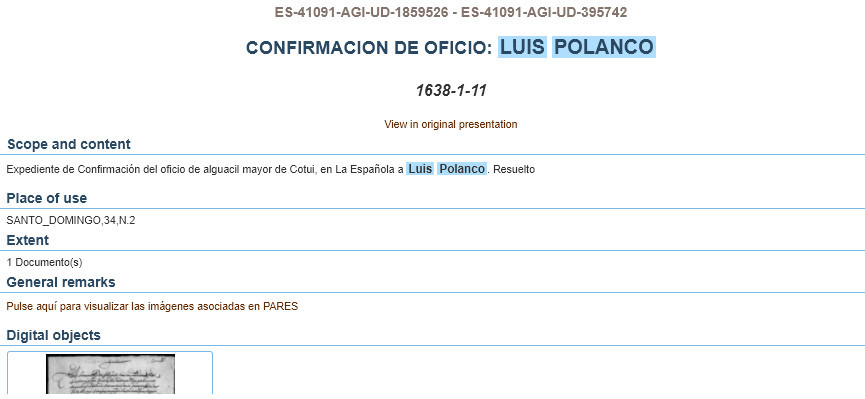 ES-41091-AGI-UD-1859526 - ES-41091-AGI-UD-395742
CONFIRMACION DE OFICIO: LUIS POLANCO
1638-1-11
View in original presentation
Scope and content
Expediente de Confirmación del oficio de alguacil mayor de Cotui, en La Española a Luis Polanco. Resuelto
Place of use
SANTO_DOMINGO,34,N.2
Extent
1 Documento(s)
General remarks
Pulse aquí para visualizar las imágenes asociadas en PARES
Digital objects